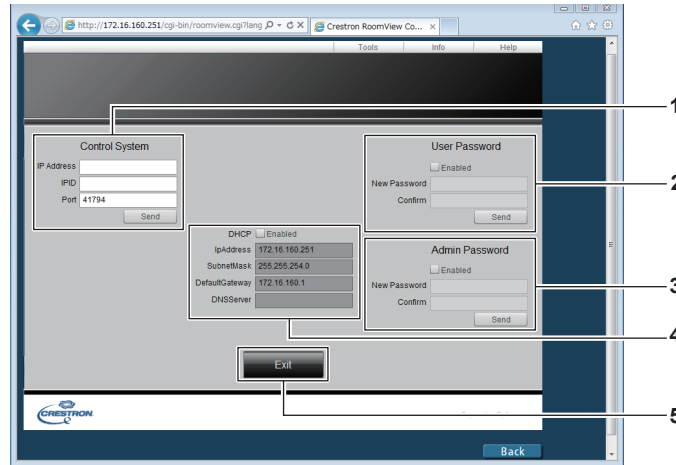 http://172.16.160.251/cgi-bin/roomview.cgi?lang
Crestron RoomView Co...
Tools Info Help
1
Control System
IP Address
IPID
Port 41794
Send
User Password
Enabled
New Password
Confirm
Send
2
DHCP Enabled
IpAddress 172.16.160.251
SubnetMask 255.255.254.0
DefaultGateway 172.16.160.1
DNSServer
Admin Password
Enabled
New Password
Confirm
Send
3
4
Exit
CRESTRON
5
Back